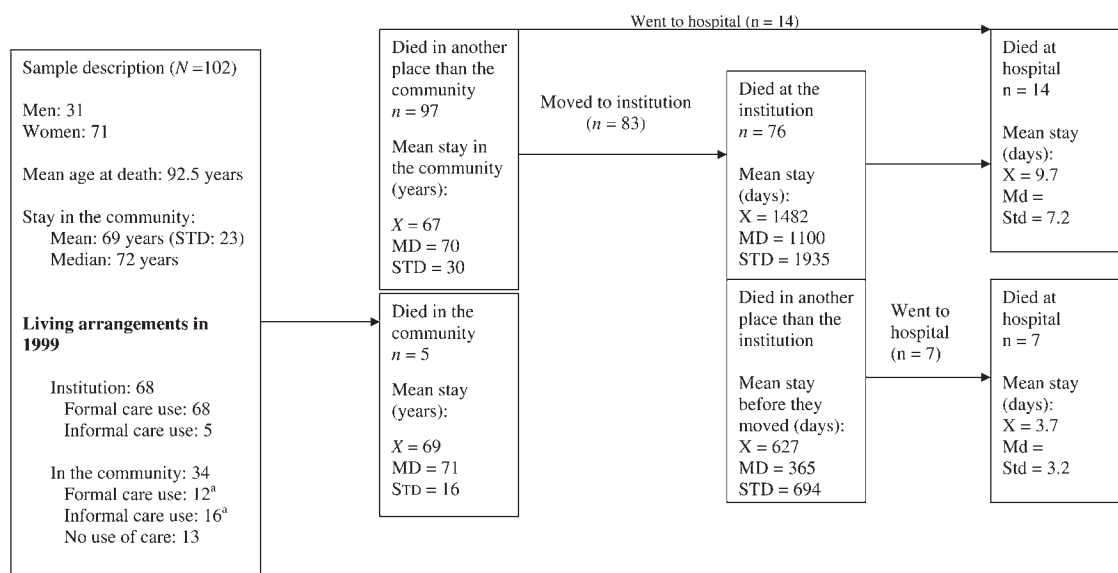 Sample description (N =102)
Men: 31
Women: 71
Mean age at death: 92.5 years
Stay in the community:
Mean: 69 years (STD: 23)
Median: 72 years
Living arrangements in
1999
Institution: 68
Formal care use: 68
Informal care use: 5
In the community: 34
Formal care use: 12ᵃ
Informal care use: 16ᵃ
No use of care: 13
Died in another
place than the
community
n = 97
Mean stay in
the community
(years):
X = 67
MD = 70
STD = 30
Died in the
community
n = 5
Mean stay
(years):
X = 69
MD = 71
STD = 16
Went to hospital (n = 14)
Moved to institution
(n = 83)
Died at the
institution
n = 76
Mean stay
(days):
X = 1482
MD = 1100
STD = 1935
Died in another
place than the
institution
Mean stay
before they
moved (days):
X = 627
MD = 365
STD = 694
Went to
hospital
(n = 7)
Died at
hospital
n = 14
Mean stay
(days):
X = 9.7
Md =
Std = 7.2
Died at
hospital
n = 7
Mean stay
(days):
X = 3.7
Md =
Std = 3.2